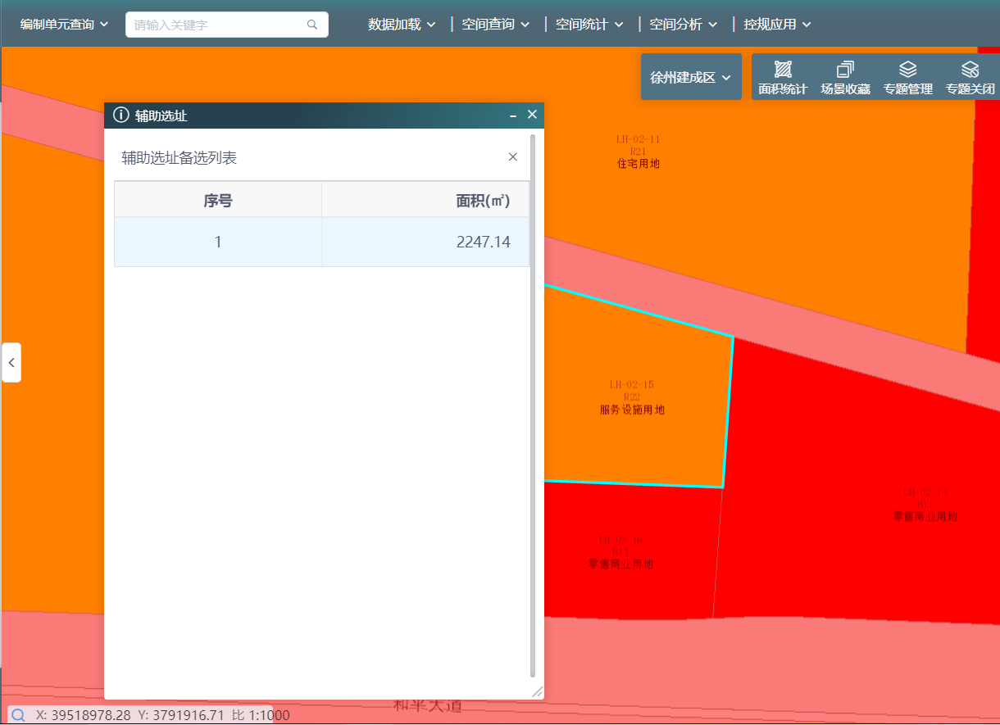 编制单元查询
请输入关键字
数据加载
空间查询
空间统计
空间分析
控规应用
徐州建成区
面积统计
场景收藏
专题管理
专题关闭
辅助选址
辅助选址备选列表
序号 面积(㎡)
1 2247.14
LH-02-11
R21
住宅用地
LH-02-15
R22
服务设施用地
LH-02-14
B11
零售商业用地
LH-02-16
B11
零售商业用地
和平大道
X: 39518978.28 Y: 3791916.71 比 1:1000